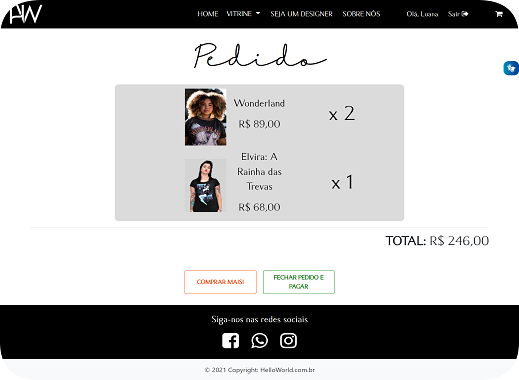 HW
HOME VITRINE SEJA UM DESIGNER SOBRE NÓS Olá, Luana Sair
Pedido
Wonderland
R$ 89,00
x 2
Elvira: A
Rainha das
Trevas
R$ 68,00
x 1
TOTAL: R$ 246,00
COMPRAR MAIS!
FECHAR PEDIDO E
PAGAR
Siga-nos nas redes sociais
© 2021 Copyright: HelloWorld.com.br